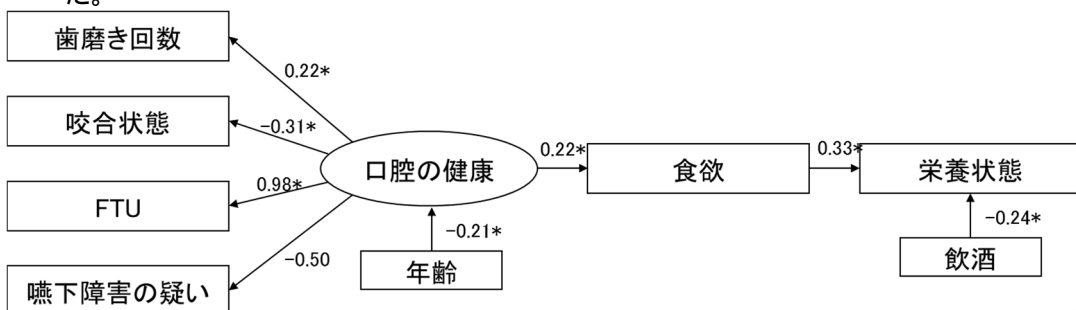 た。
歯磨き回数
0.22*
咬合状態
-0.31*
口腔の健康
0.22*
食欲
0.33*
栄養状態
0.98*
FTU
-0.21*
-0.24*
-0.50
年齢
飲酒
嚥下障害の疑い